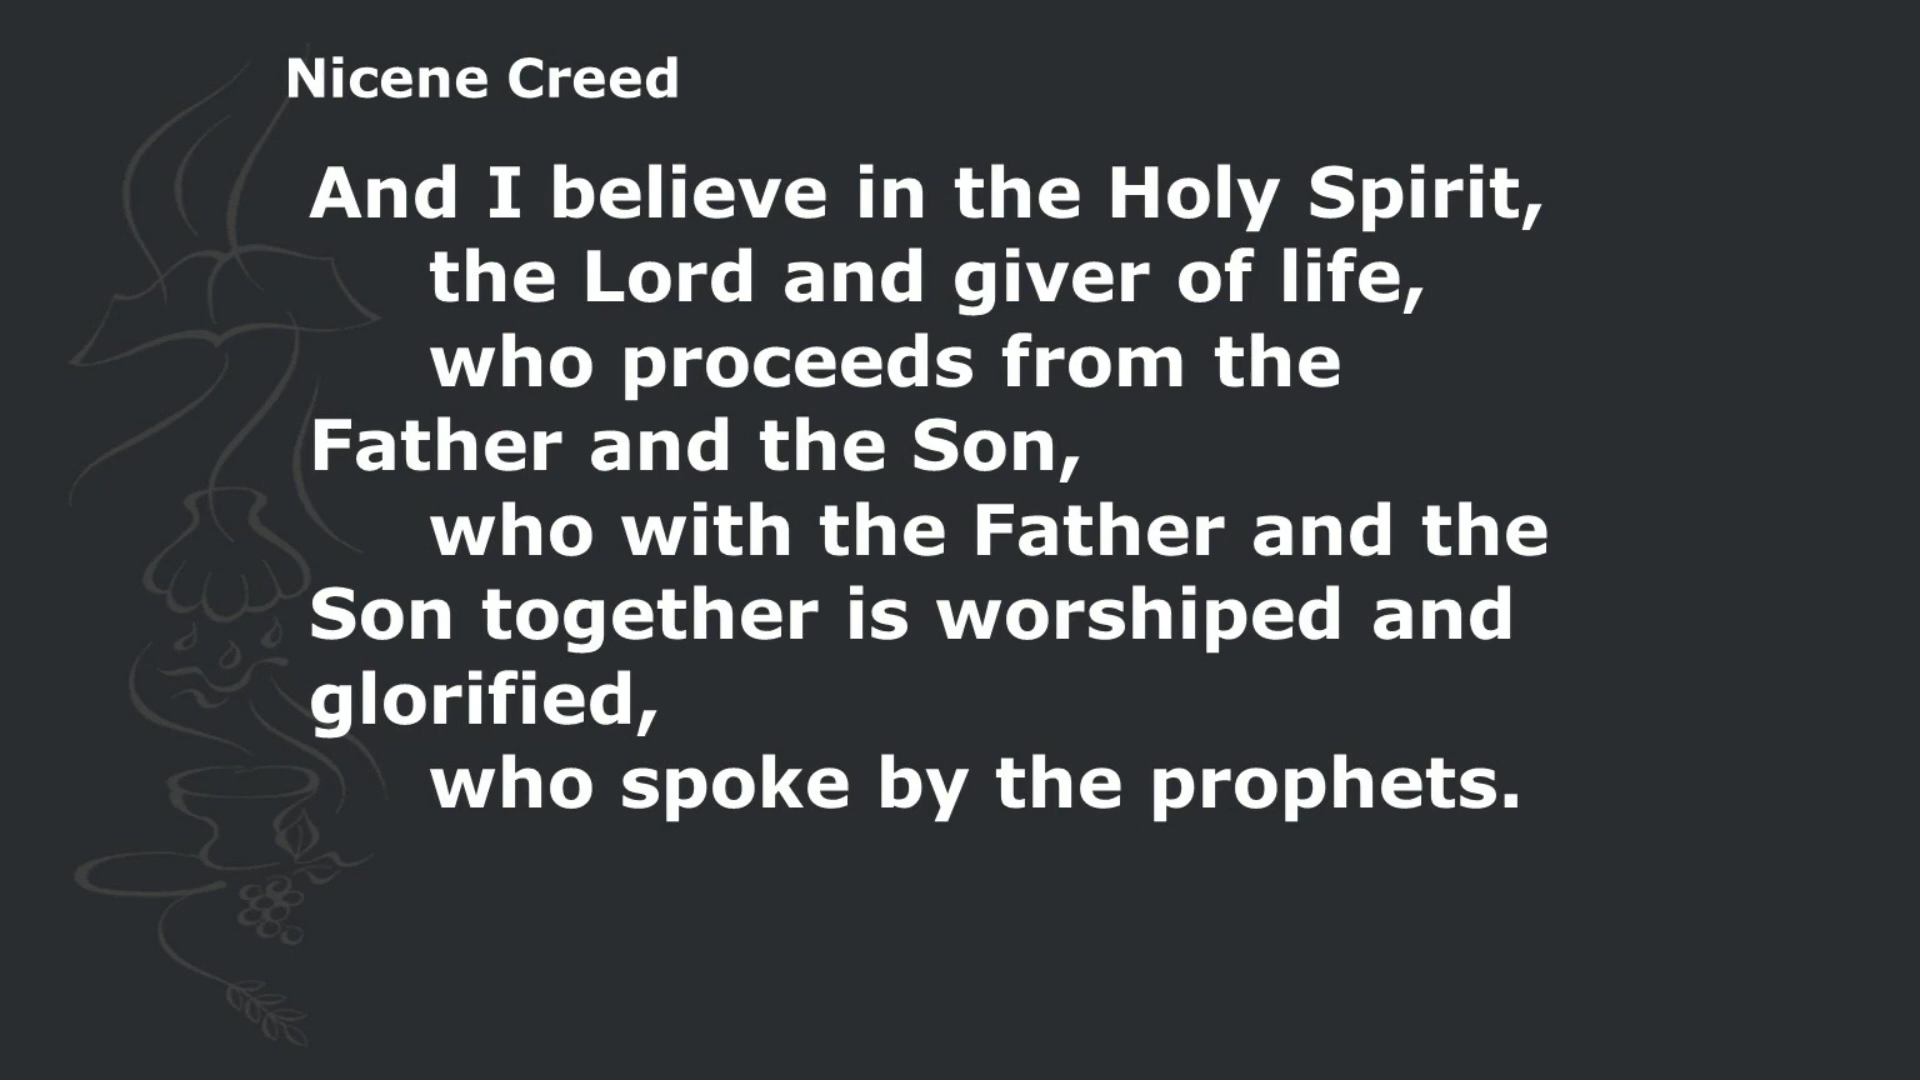 Nicene Creed
And I believe in the Holy Spirit,
the Lord and giver of life,
who proceeds from the
Father and the Son,
who with the Father and the
Son together is worshiped and
glorified,
who spoke by the prophets.